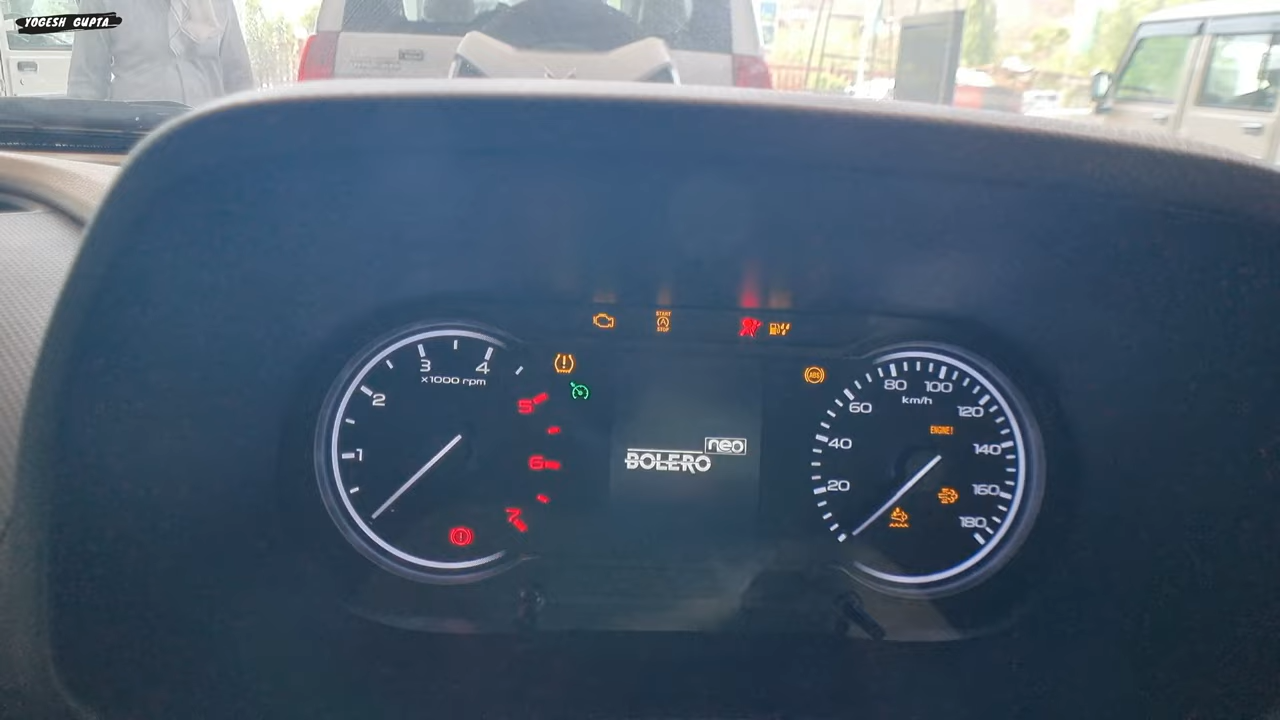 YOGESH GUPTA
START
STOP
ABS
3
4
x1000 rpm
2
5
1
6
7
neo
BOLERO
80
100
km/h
60
120
ENGINE!
40
140
20
160
180